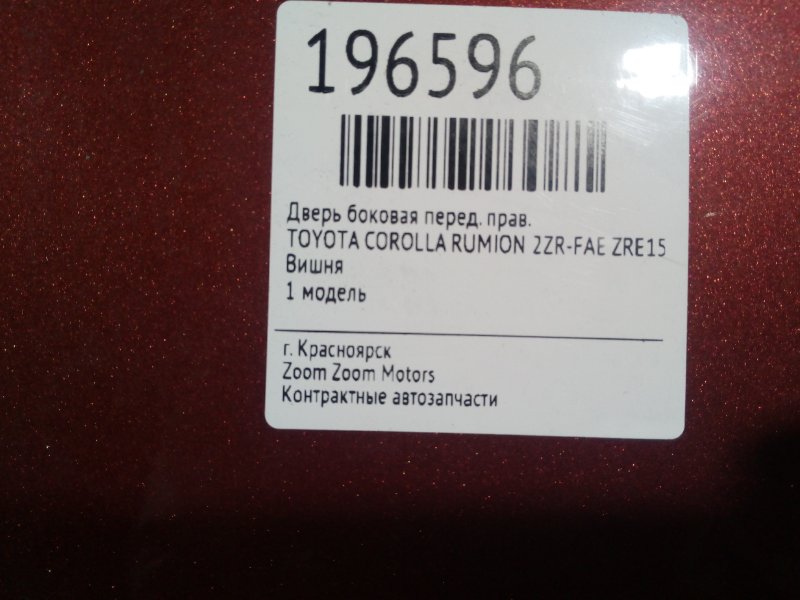 196596
Дверь боковая перед. прав.
TOYOTA COROLLA RUMION 2ZR-FAE ZRE15
Вишня
1 модель
г. Красноярск
Zoom Zoom Motors
Контрактные автозапчасти